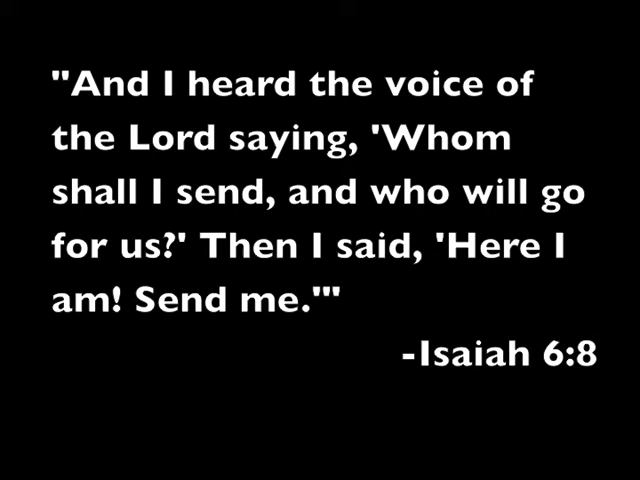 "And I heard the voice of
the Lord saying, 'Whom
shall I send, and who will go
for us?' Then I said, 'Here I
am! Send me.'"
-Isaiah 6:8